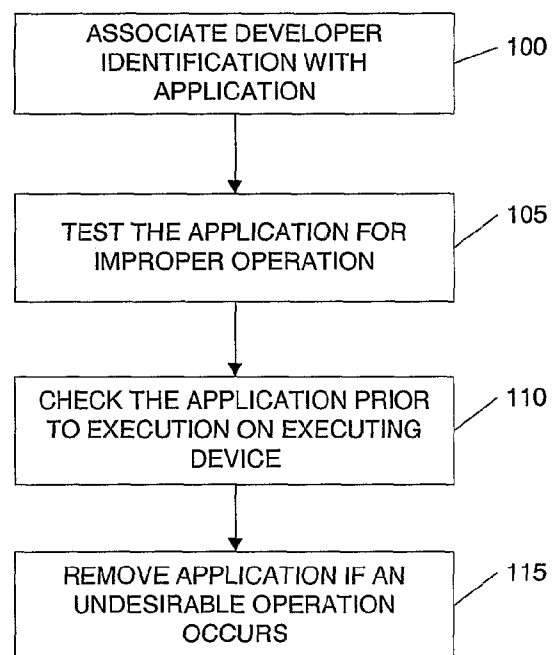 ASSOCIATE DEVELOPER
IDENTIFICATION WITH
APPLICATION
100
TEST THE APPLICATION FOR
IMPROPER OPERATION
105
CHECK THE APPLICATION PRIOR
TO EXECUTION ON EXECUTING
DEVICE
110
REMOVE APPLICATION IF AN
UNDESIRABLE OPERATION
OCCURS
115